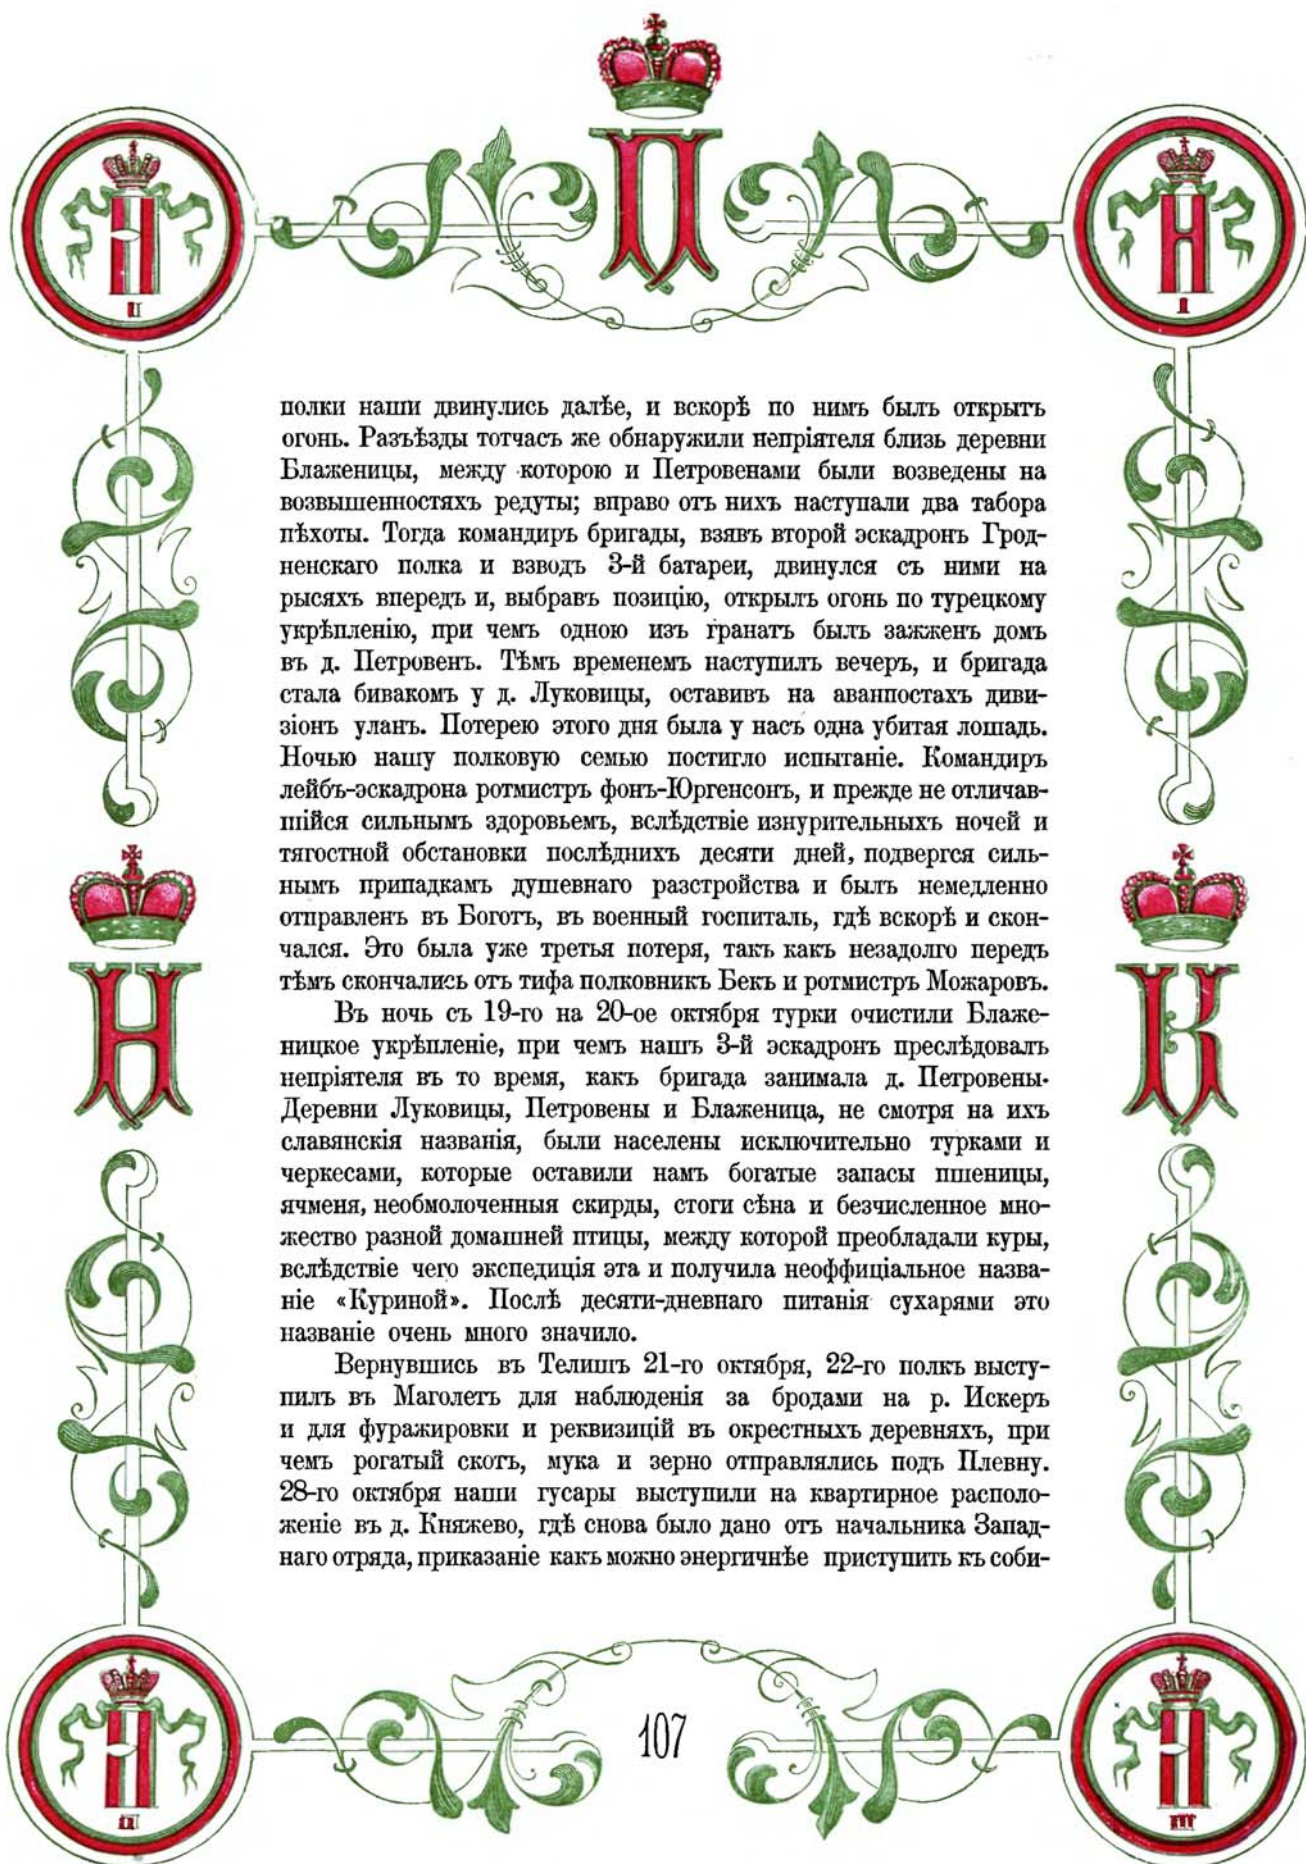 П
II
I
полки наши двинулись далѣе, и вскорѣ по нимъ былъ открытъ
огонь. Разъѣзды тотчасъ же обнаружили непріятеля близь деревни
Блаженицы, между которою и Петровенами были возведены на
возвышенностяхъ редуты; вправо отъ нихъ наступали два табора
пѣхоты. Тогда командиръ бригады, взявъ второй эскадронъ Грод-
ненскаго полка и взводъ 3-й батареи, двинулся съ ними на
рысяхъ впередъ и, выбравъ позицію, открылъ огонь по турецкому
укрѣпленію, при чемъ одною изъ гранатъ былъ зажженъ домъ
въ д. Петровенъ. Тѣмъ временемъ наступилъ вечеръ, и бригада
стала бивакомъ у д. Луковицы, оставивъ на аванпостахъ диви-
зіонъ уланъ. Потерею этого дня была у насъ одна убитая лошадь.
Ночью нашу полковую семью постигло испытаніе. Командиръ
лейбъ-эскадрона ротмистръ фонъ-Юргенсонъ, и прежде не отличав-
шійся сильнымъ здоровьемъ, вслѣдствіе изнурительныхъ ночей и
тягостной обстановки послѣднихъ десяти дней, подвергся силь-
нымъ припадкамъ душевнаго разстройства и былъ немедленно
отправленъ въ Боготъ, въ военный госпиталь, гдѣ вскорѣ и скон-
чался. Это была уже третья потеря, такъ какъ незадолго передъ
тѣмъ скончались отъ тифа полковникъ Бекъ и ротмистръ Можаровъ.
Въ ночь съ 19-го на 20-ое октября турки очистили Блаже-
ницкое укрѣпленіе, при чемъ нашъ 3-й эскадронъ преслѣдовалъ
непріятеля въ то время, какъ бригада занимала д. Петровены.
Деревни Луковицы, Петровены и Блаженица, не смотря на ихъ
славянскія названія, были населены исключительно турками и
черкесами, которые оставили намъ богатые запасы пшеницы,
ячменя, необмолоченныя скирды, стоги сѣна и безчисленное мно-
жество разной домашней птицы, между которой преобладали куры,
вслѣдствіе чего экспедиція эта и получила неоффиціальное назва-
ніе «Куриной». Послѣ десяти-дневнаго питанія сухарями это
названіе очень много значило.
Вернувшись въ Телишъ 21-го октября, 22-го полкъ высту-
пилъ въ Маголетъ для наблюденія за бродами на р. Искеръ
и для фуражировки и реквизицій въ окрестныхъ деревняхъ, при
чемъ рогатый скотъ, мука и зерно отправлялись подъ Плевну.
28-го октября наши гусары выступили на квартирное располо-
женіе въ д. Княжево, гдѣ снова было дано отъ начальника Запад-
наго отряда, приказаніе какъ можно энергичнѣе приступить къ соби-
Н
К
III
107